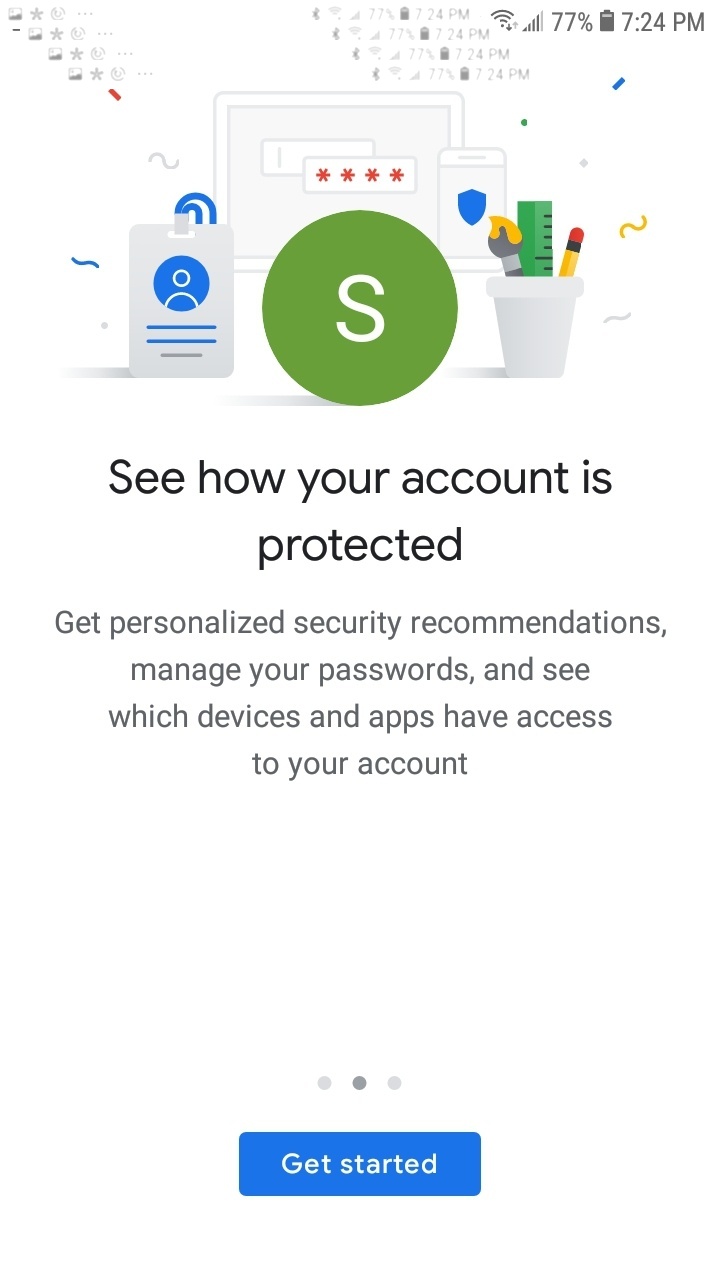 77% 7:24 PM
77% 7:24 PM
77% 7:24 PM
77% 7:24 PM
77% 7:24 PM
****
S
See how your account is
protected
Get personalized security recommendations,
manage your passwords, and see
which devices and apps have access
to your account
Get started